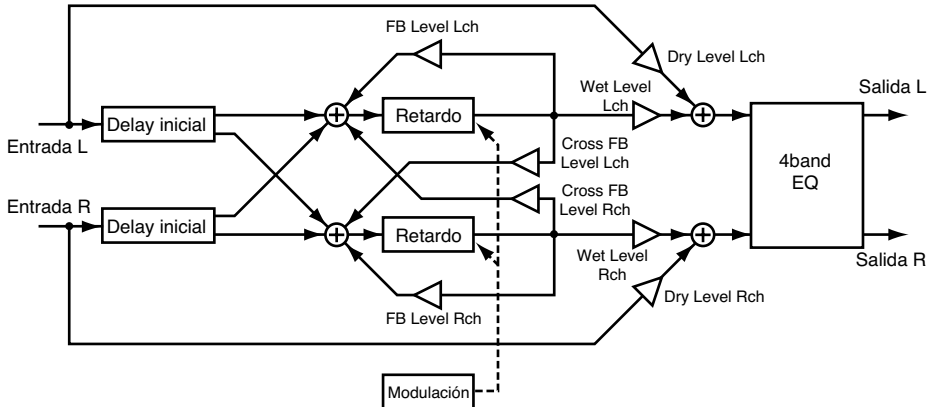 FB Level Lch
Dry Level Lch
Wet Level
Lch
Salida L
Delay inicial
Retardo
Entrada L
Cross FB
Level Lch
4band
EQ
Cross FB
Level Rch
Entrada R
Delay inicial
Retardo
Wet Level
Rch
Salida R
Dry Level Rch
FB Level Rch
Modulación